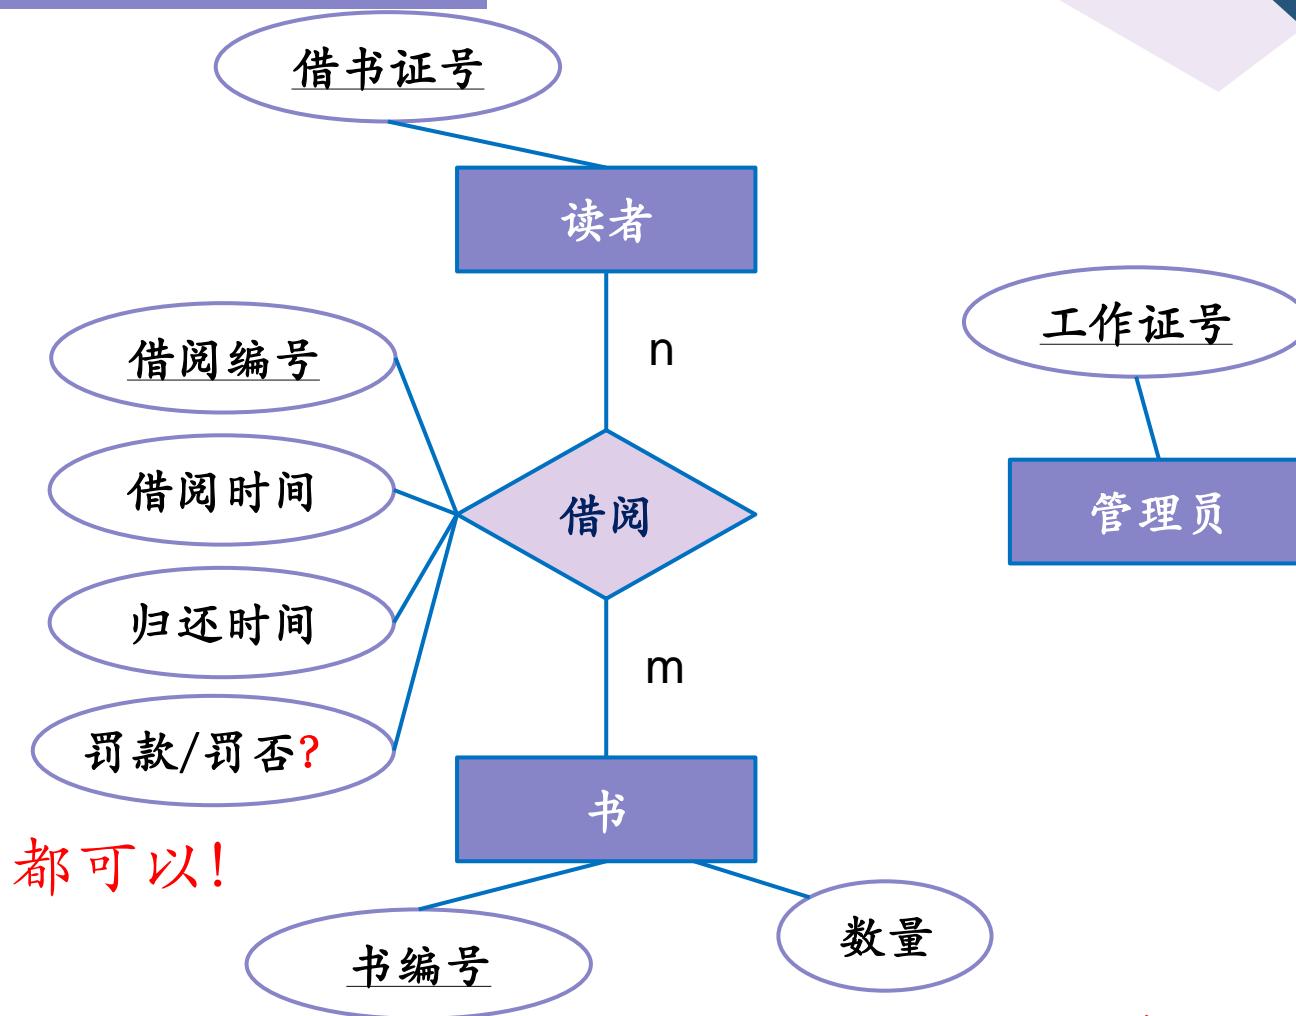 借书证号
读者
n
借阅编号
工作证号
借阅时间
借阅
管理员
归还时间
m
罚款/罚否?
书
都可以!
数量
书编号